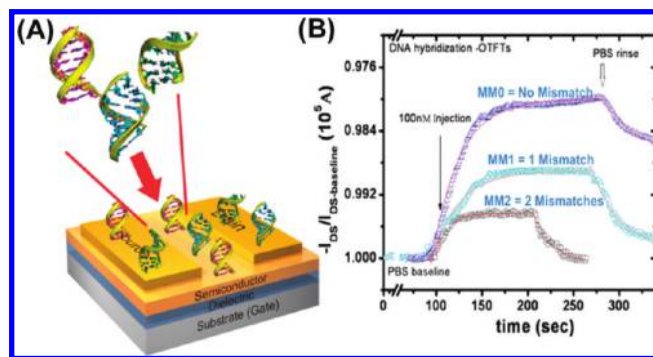 (A)
Source
Drain
Semiconductor
Dielectric
Substrate (Gate)
(B)
DNA hybridization -OTFTs
PBS rinse
MM0 = No Mismatch
100nM Injection
MM1 = 1 Mismatch
MM2 = 2 Mismatches
PBS baseline
-IDS/IDS-baseline (10⁵ A)
0.976
0.984
0.992
1.000
0
100
150
200
250
300
time (sec)